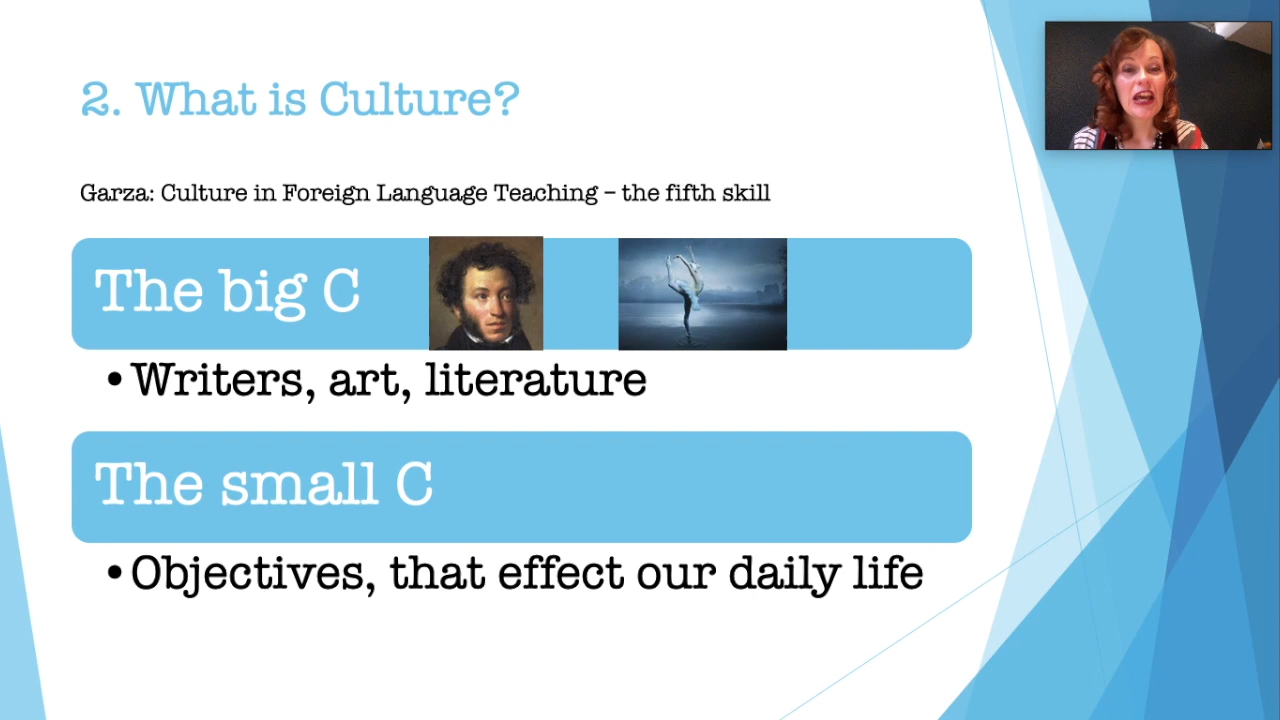 2. What is Culture?
Garza: Culture in Foreign Language Teaching – the fifth skill
The big C
• Writers, art, literature
The small C
• Objectives, that effect our daily life